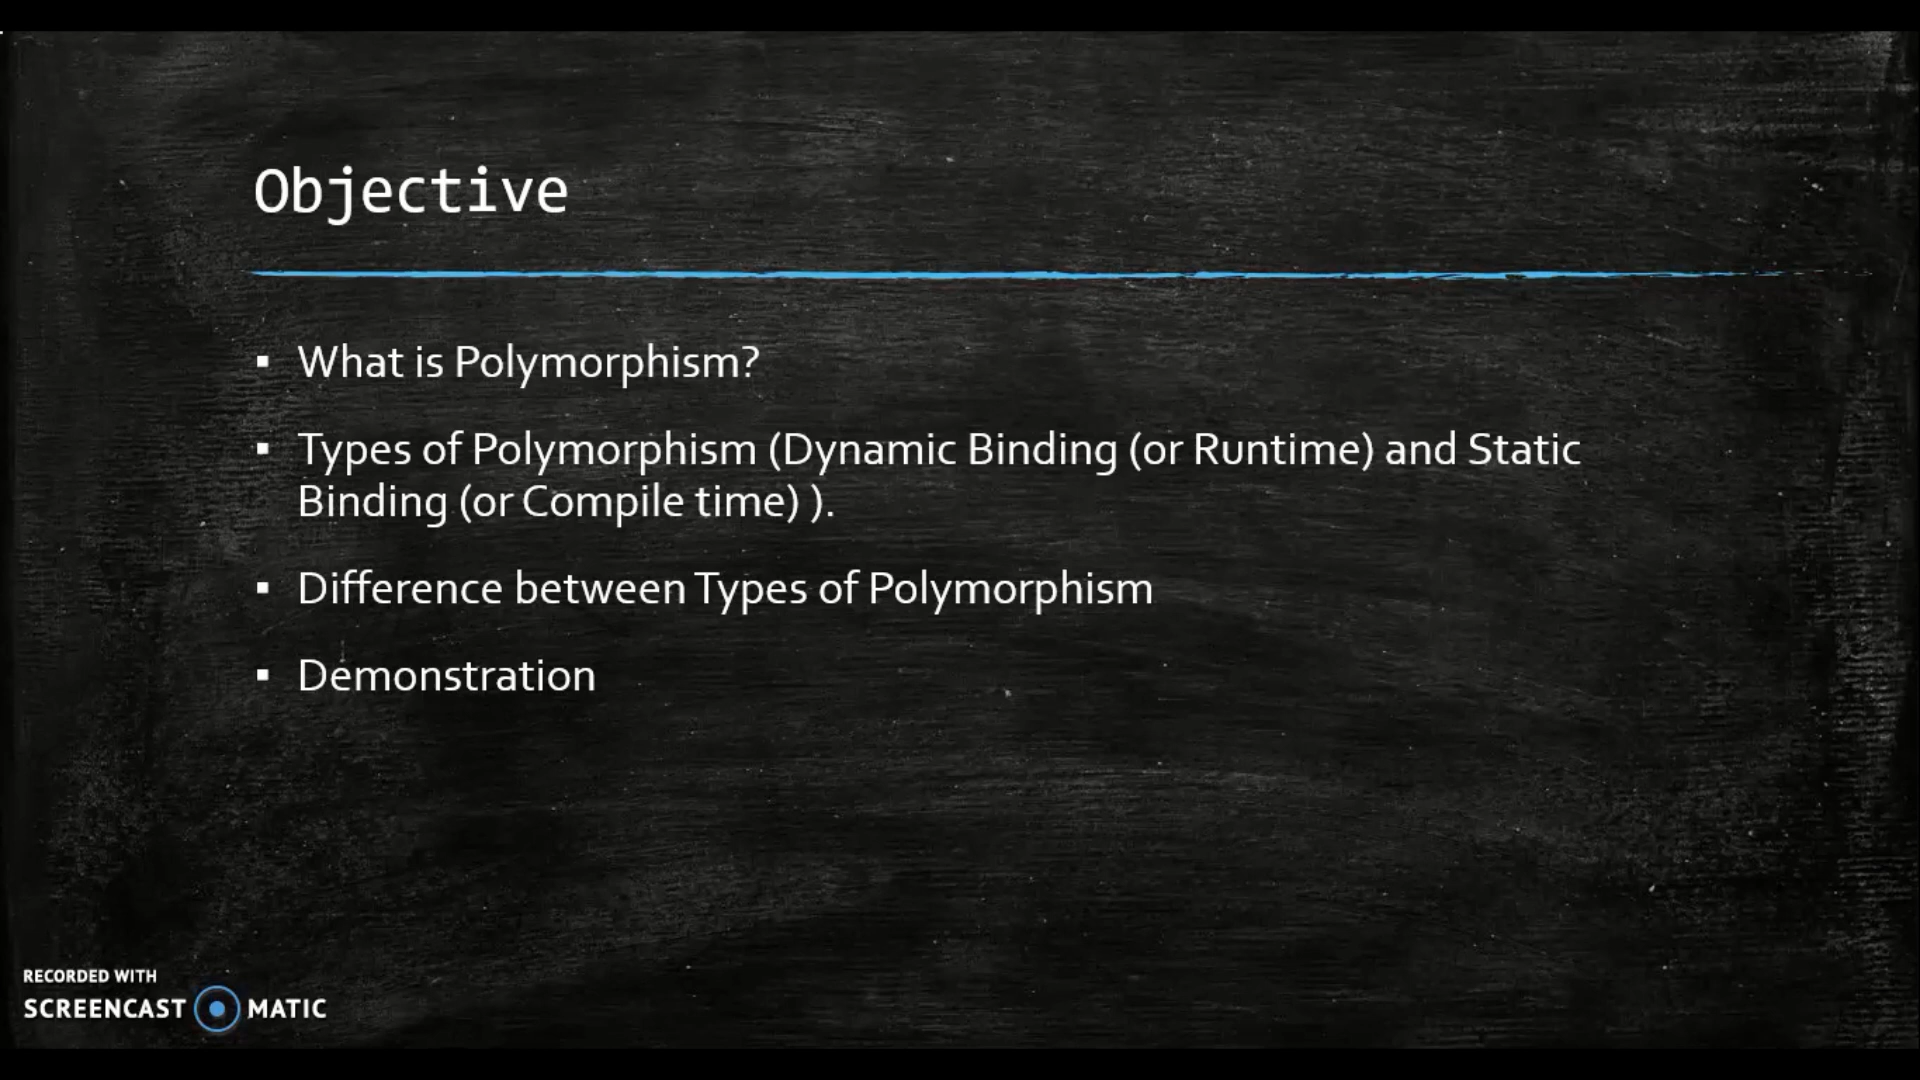 Objective
▪ What is Polymorphism?
▪ Types of Polymorphism (Dynamic Binding (or Runtime) and Static
Binding (or Compile time) ).
▪ Difference between Types of Polymorphism
▪ Demonstration
RECORDED WITH
SCREENCAST MATIC